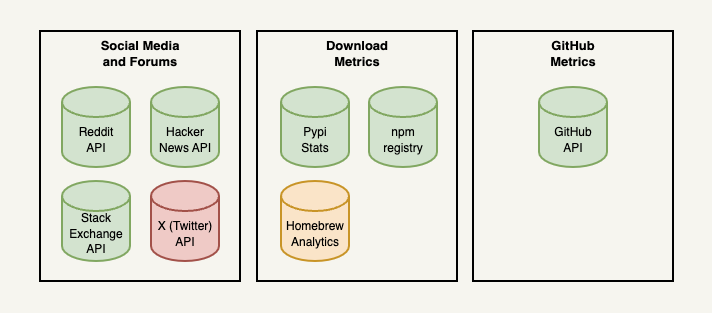 Social Media
and Forums
Reddit
API
Hacker
News API
Stack
Exchange
API
X (Twitter)
API
Download
Metrics
Pypi
Stats
npm
registry
Homebrew
Analytics
GitHub
Metrics
GitHub
API